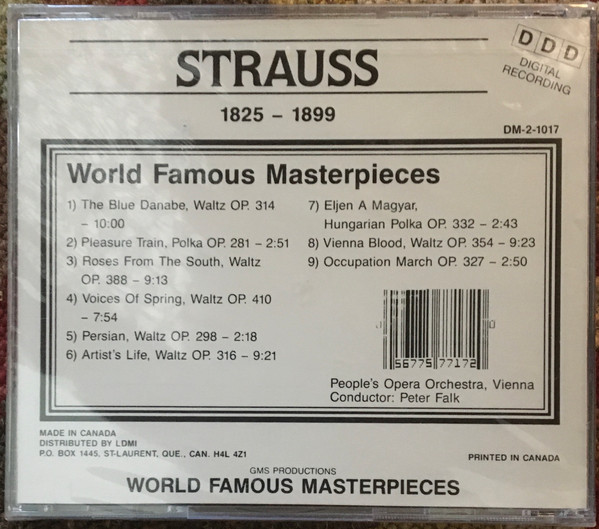 STRAUSS
DDD
DIGITAL
RECORDING
1825 – 1899
DM-2-1017
World Famous Masterpieces
1) The Blue Danabe, Waltz OP. 314
– 10:00
2) Pleasure Train, Polka OP. 281 – 2:51
3) Roses From The South, Waltz
OP. 388 – 9:13
4) Voices Of Spring, Waltz OP. 410
– 7:54
5) Persian, Waltz OP. 298 – 2:18
6) Artist's Life, Waltz OP. 316 – 9:21
7) Eljen A Magyar,
Hungarian Polka OP. 332 – 2:43
8) Vienna Blood, Waltz OP. 354 – 9:23
9) Occupation March OP. 327 – 2:50
56775 77172
People's Opera Orchestra, Vienna
Conductor: Peter Falk
MADE IN CANADA
DISTRIBUTED BY LDMI
P.O. BOX 1445, ST-LAURENT, QUE., CAN. H4L 4Z1
PRINTED IN CANADA
GMS PRODUCTIONS
WORLD FAMOUS MASTERPIECES